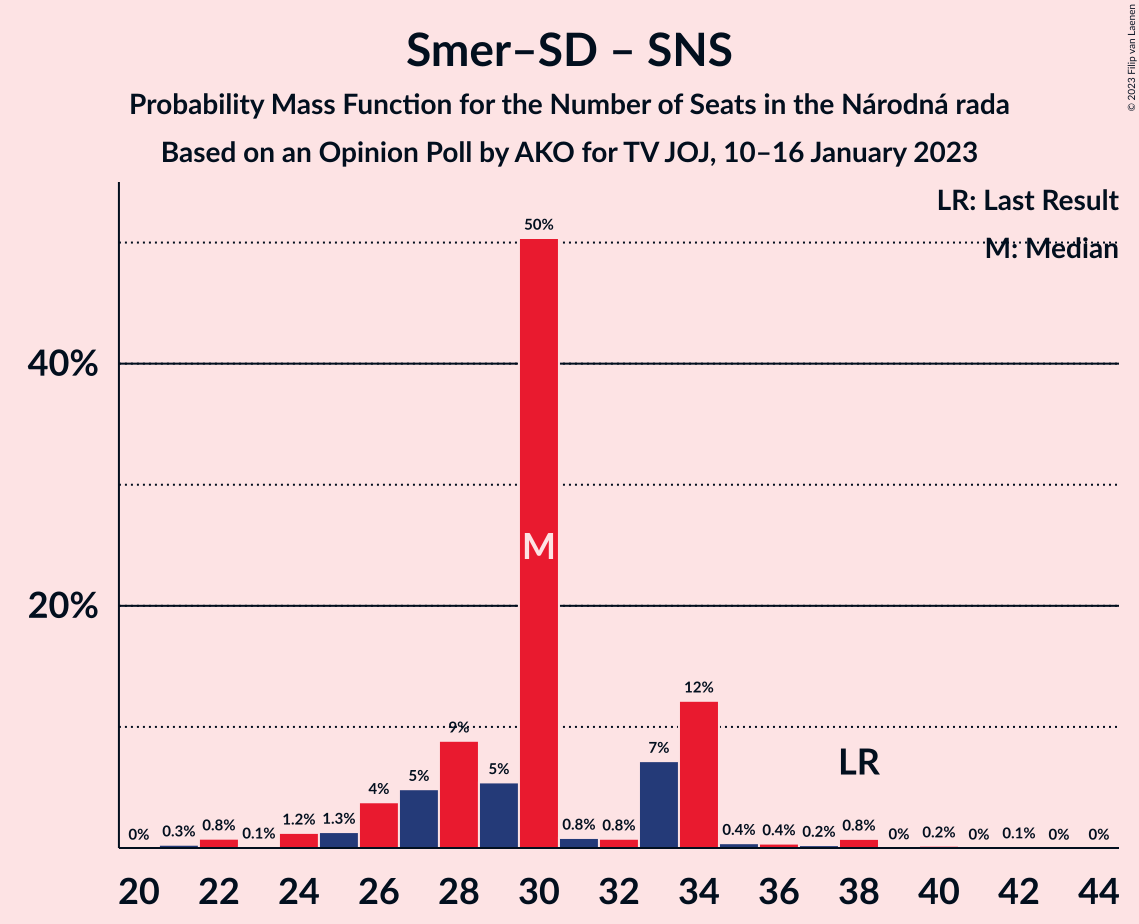 Smer–SD – SNS
Probability Mass Function for the Number of Seats in the Národná rada
Based on an Opinion Poll by AKO for TV JOJ, 10–16 January 2023
© 2023 Filip van Laenen
LR: Last Result
M: Median
50%
40%
M
20%
12%
9%
7%
LR
5%
5%
4%
0% 0.3% 0.8% 0.1% 1.2% 1.3% 0.8% 0.8% 0.4% 0.4% 0.2% 0.8% 0% 0.2% 0% 0.1% 0% 0%
20 22 24 26 28 30 32 34 36 38 40 42 44